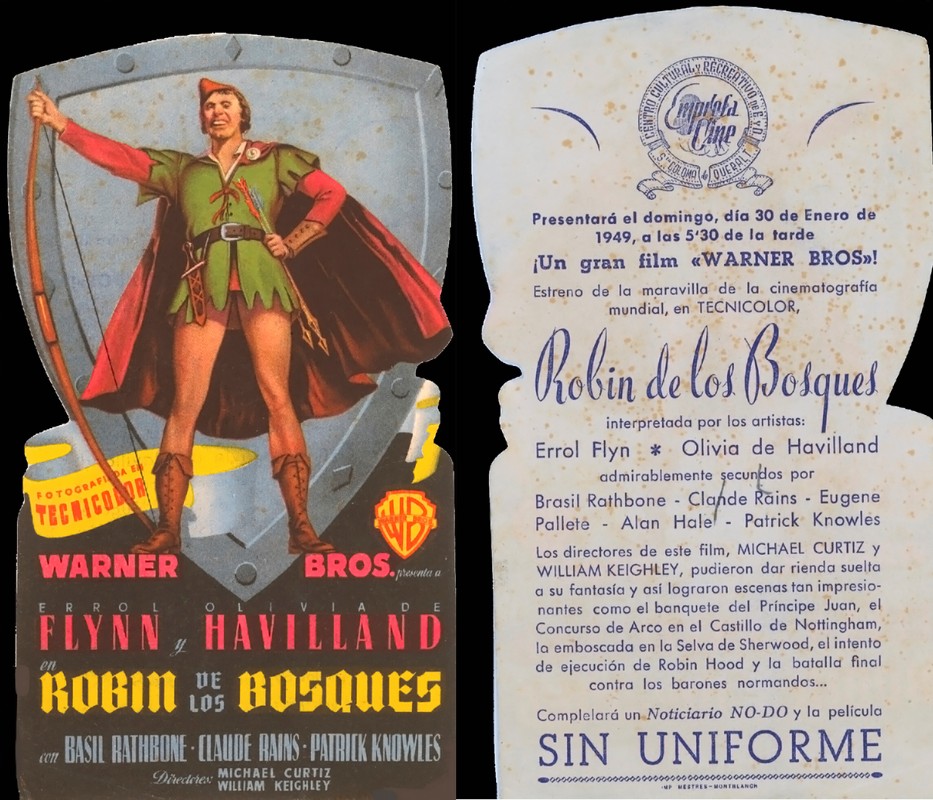 FOTOGRAFIADA EN
TECNICOLOR
WB
WARNER BROS. presenta a
ERROL OLIVIA DE
FLYNN y HAVILLAND
en
ROBIN DE LOS BOSQUES
con BASIL RATHBONE · CLAUDE RAINS · PATRICK KNOWLES
Directores: MICHAEL CURTIZ
WILLIAM KEIGHLEY
CENTRO CULTURAL y RECREATIVO de E.y D.
Empresa
Cine
Sta COLOMA de QUERALT
Presentará el domingo, día 30 de Enero de
1949, a las 5'30 de la tarde
¡Un gran film «WARNER BROS»!
Estreno de la maravilla de la cinematografía
mundial, en TECNICOLOR,
Robin de los Bosques
interpretada por los artistas:
Errol Flyn * Olivia de Havilland
admirablemente secundos por
Brasil Rathbone - Clande Rains - Eugene
Pallete - Alan Hale - Patrick Knowles
Los directores de este film, MICHAEL CURTIZ y
WILLIAM KEIGHLEY, pudieron dar rienda suelta
a su fantasía y así lograron escenas tan impresio-
nantes como el banquete del Príncipe Juan, el
Concurso de Arco en el Castillo de Nottingham,
la emboscada en la Selva de Sherwood, el intento
de ejecución de Robin Hood y la batalla final
contra los barones normandos...
Complelará un Noticiario NO-DO y la película
SIN UNIFORME
IMP MESTRES-MONTBLANCH